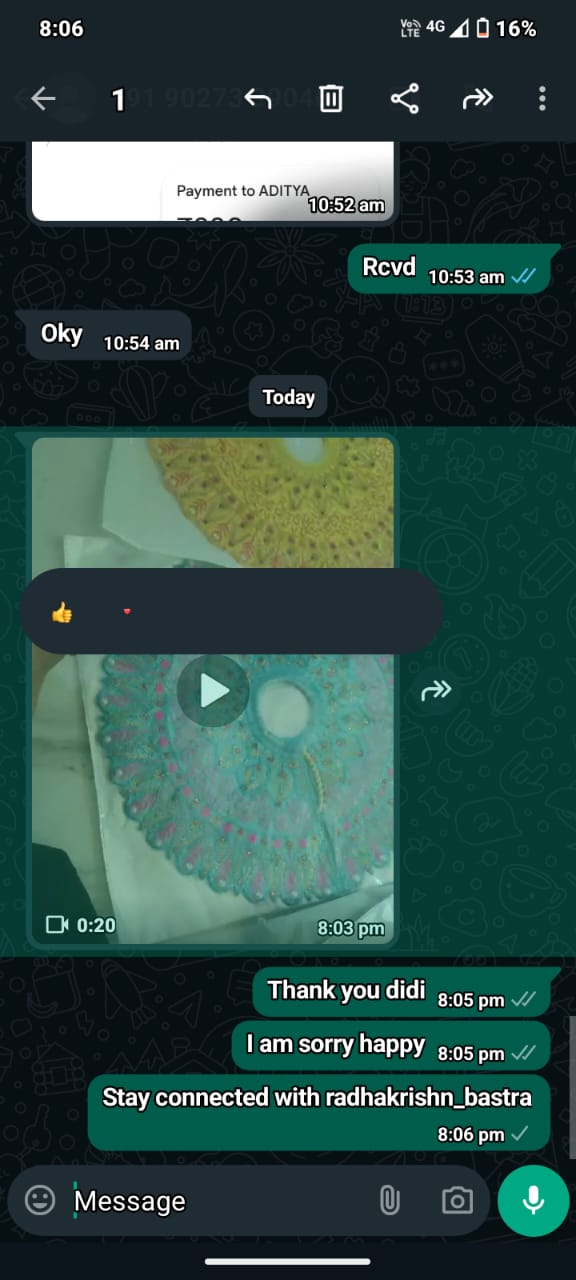 8:06
Vo)) LTE 4G 16%
1
Payment to ADITYA
10:52 am
Rcvd 10:53 am
Oky 10:54 am
Today
0:20 8:03 pm
Thank you didi 8:05 pm
I am sorry happy 8:05 pm
Stay connected with radhakrishn_bastra
8:06 pm
Message